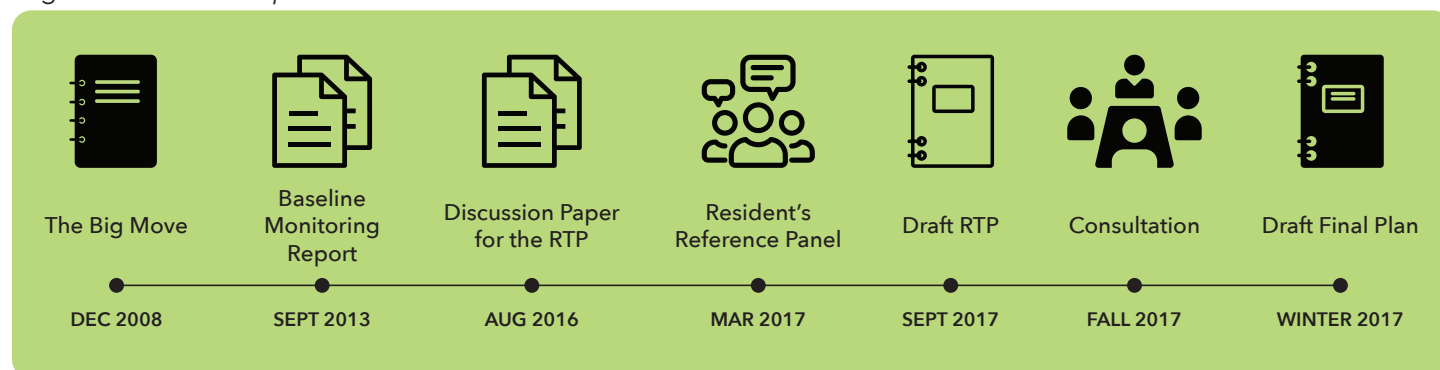 The Big Move
Baseline
Monitoring
Report
Discussion Paper
for the RTP
Resident’s
Reference Panel
Draft RTP
Consultation
Draft Final Plan
DEC 2008
SEPT 2013
AUG 2016
MAR 2017
SEPT 2017
FALL 2017
WINTER 2017